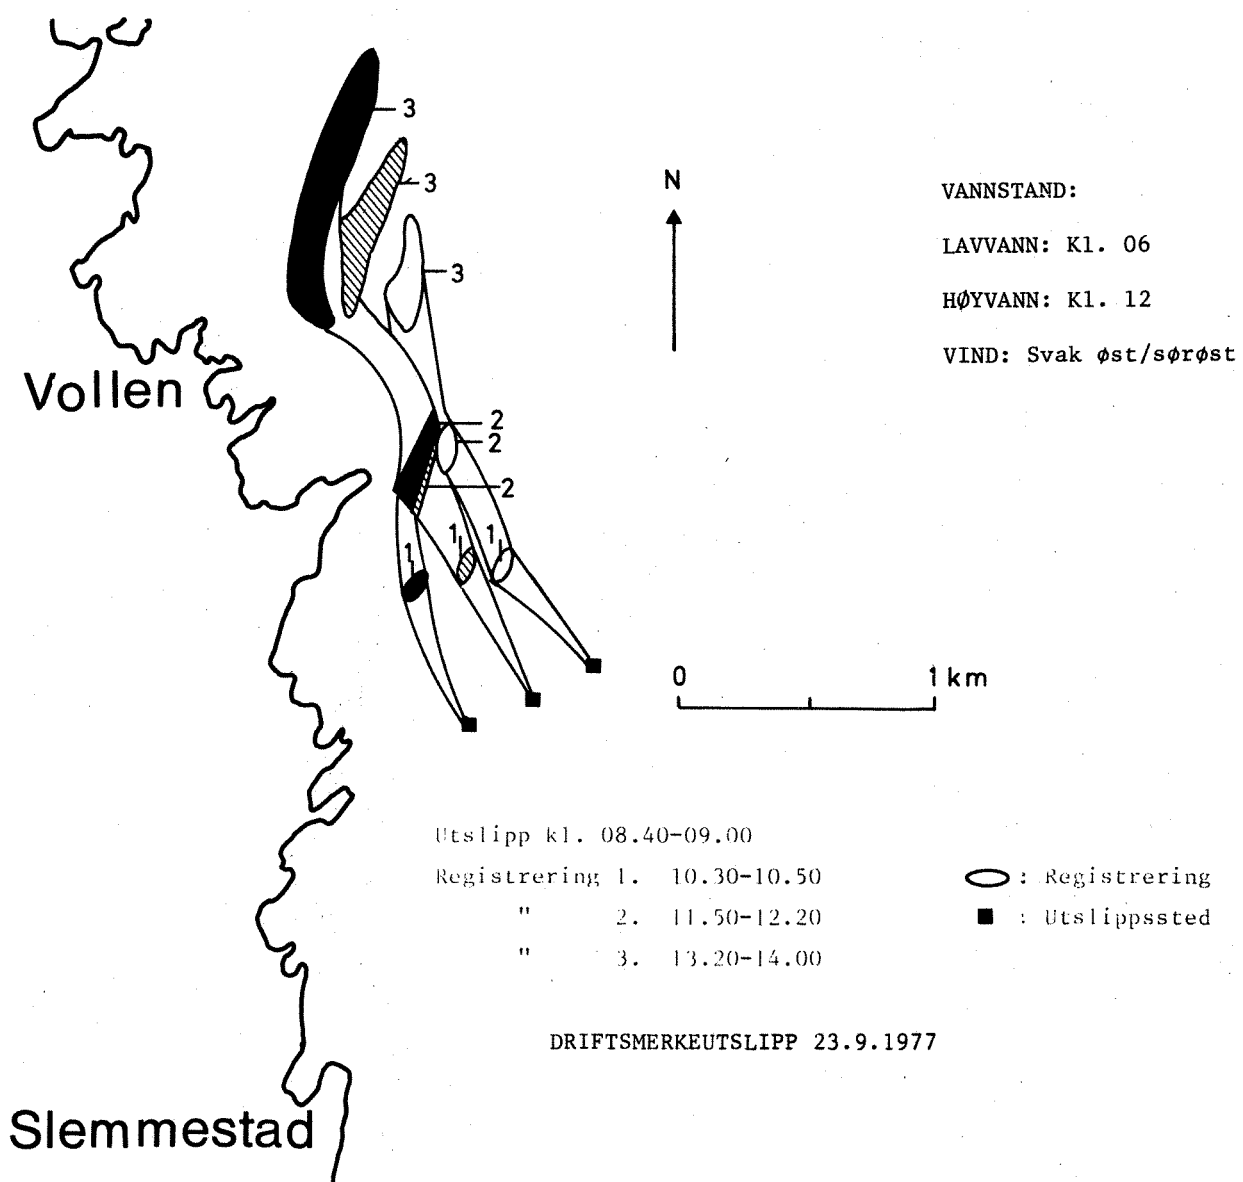 3
3
N
VANNSTAND:
LAVVANN: Kl. 06
3
HØYVANN: Kl. 12
VIND: Svak øst/sørøst
Vollen
2
2
2
1
1
1
0 1 km
Utslipp kl. 08.40-09.00
Registrering 1. 10.30-10.50
" 2. 11.50-12.20
" 3. 13.20-14.00
: Registrering
: Utslippssted
DRIFTSMERKEUTSLIPP 23.9.1977
Slemmestad